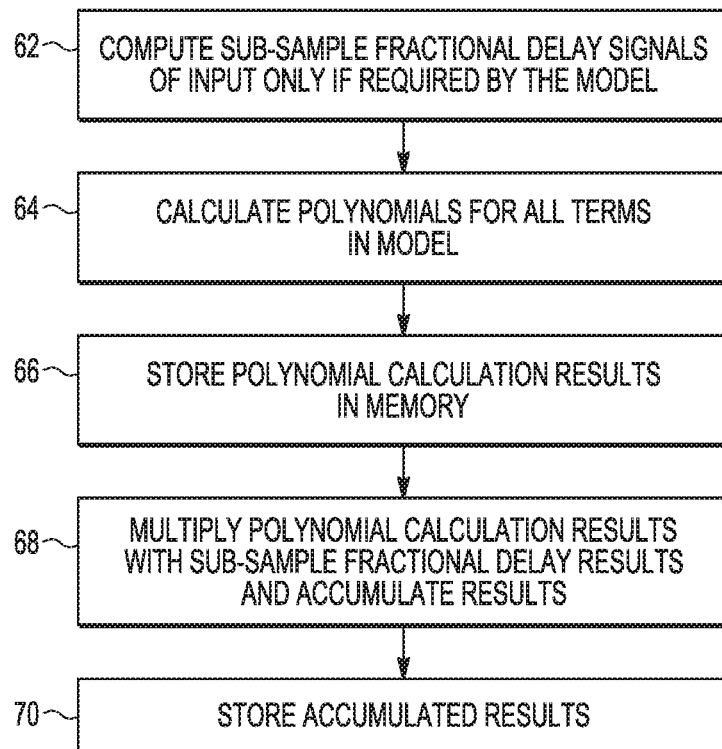 62
COMPUTE SUB-SAMPLE FRACTIONAL DELAY SIGNALS
OF INPUT ONLY IF REQUIRED BY THE MODEL
64
CALCULATE POLYNOMIALS FOR ALL TERMS
IN MODEL
66
STORE POLYNOMIAL CALCULATION RESULTS
IN MEMORY
68
MULTIPLY POLYNOMIAL CALCULATION RESULTS
WITH SUB-SAMPLE FRACTIONAL DELAY RESULTS
AND ACCUMULATE RESULTS
70
STORE ACCUMULATED RESULTS